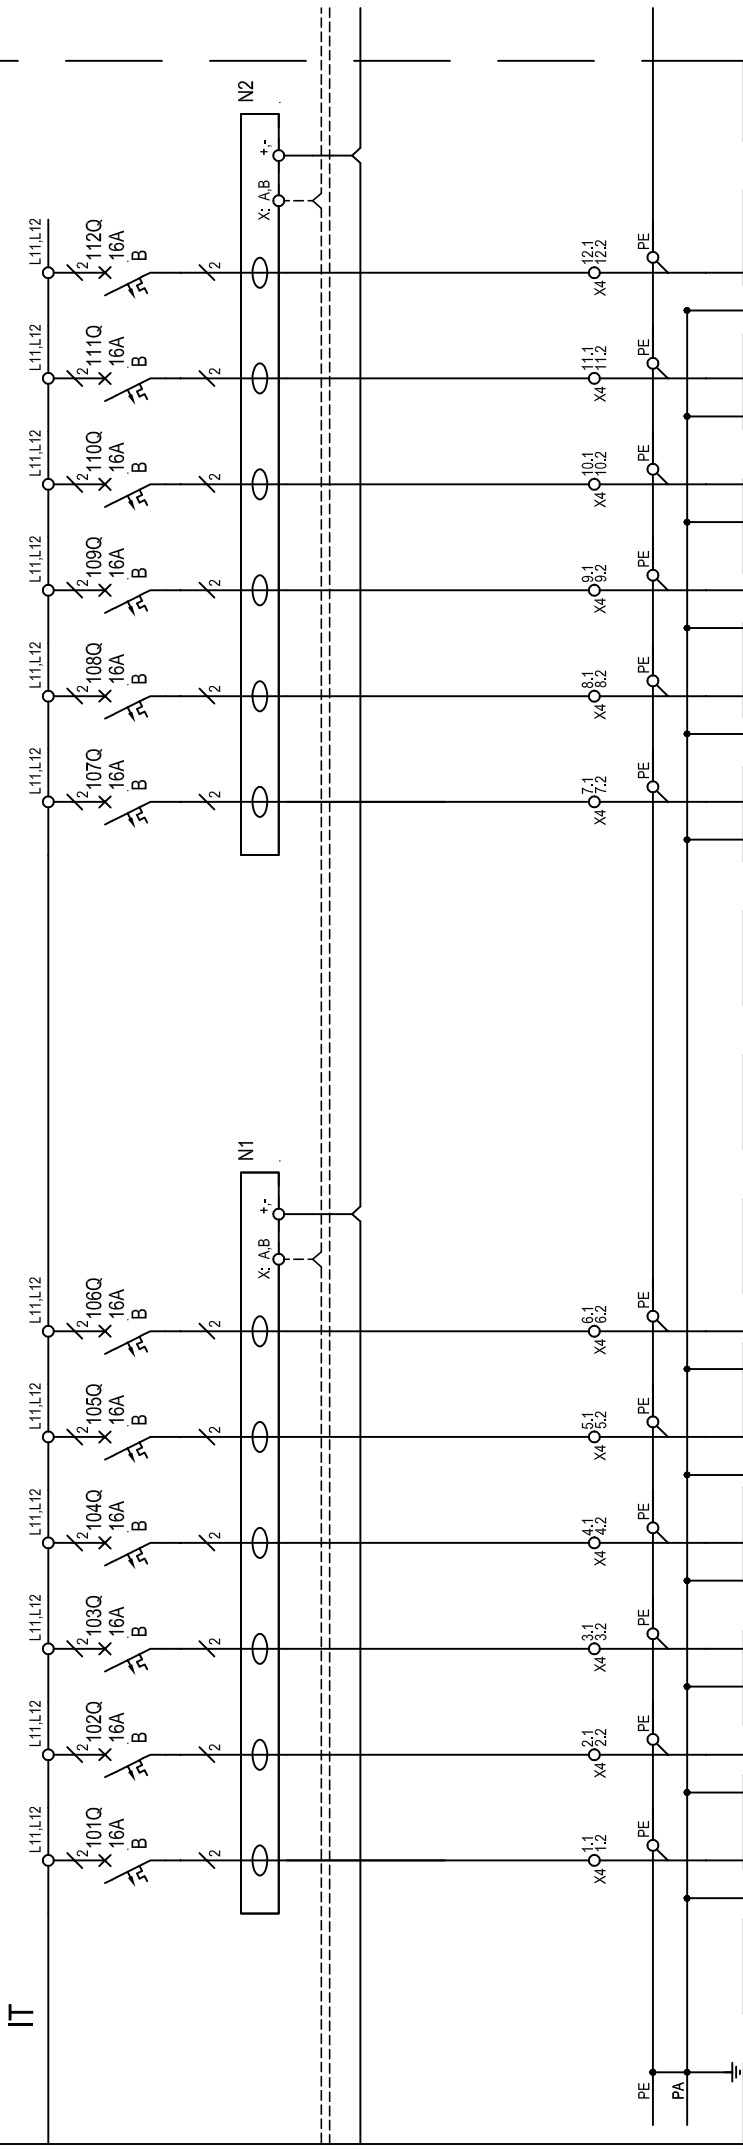 IT
L11,L12 L11,L12 L11,L12 L11,L12 L11,L12 L11,L12 L11,L12 L11,L12 L11,L12 L11,L12 L11,L12 L11,L12
2 101Q 2 102Q 2 103Q 2 104Q 2 105Q 2 106Q 2 107Q 2 108Q 2 109Q 2 110Q 2 111Q 2 112Q
16A 16A 16A 16A 16A 16A 16A 16A 16A 16A 16A 16A
B B B B B B B B B B B B
2 2 2 2 2 2 2 2 2 2 2 2
N1 N2
X: A,B +,- X: A,B +,-
1.1 2.1 3.1 4.1 5.1 6.1 7.1 8.1 9.1 10.1 11.1 12.1
X4 1.2 X4 2.2 X4 3.2 X4 4.2 X4 5.2 X4 6.2 X4 7.2 X4 8.2 X4 9.2 X4 10.2 X4 11.2 X4 12.2
PE PE PE PE PE PE PE PE PE PE PE PE PE
PA